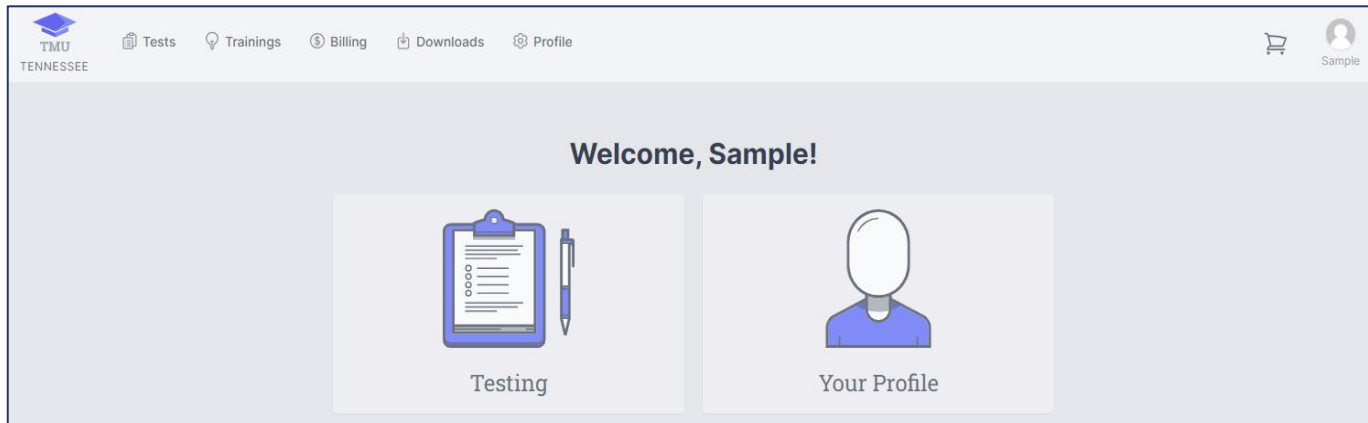 TMU
TENNESSEE
Tests Trainings Billing Downloads Profile
Sample
Welcome, Sample!
Testing Your Profile